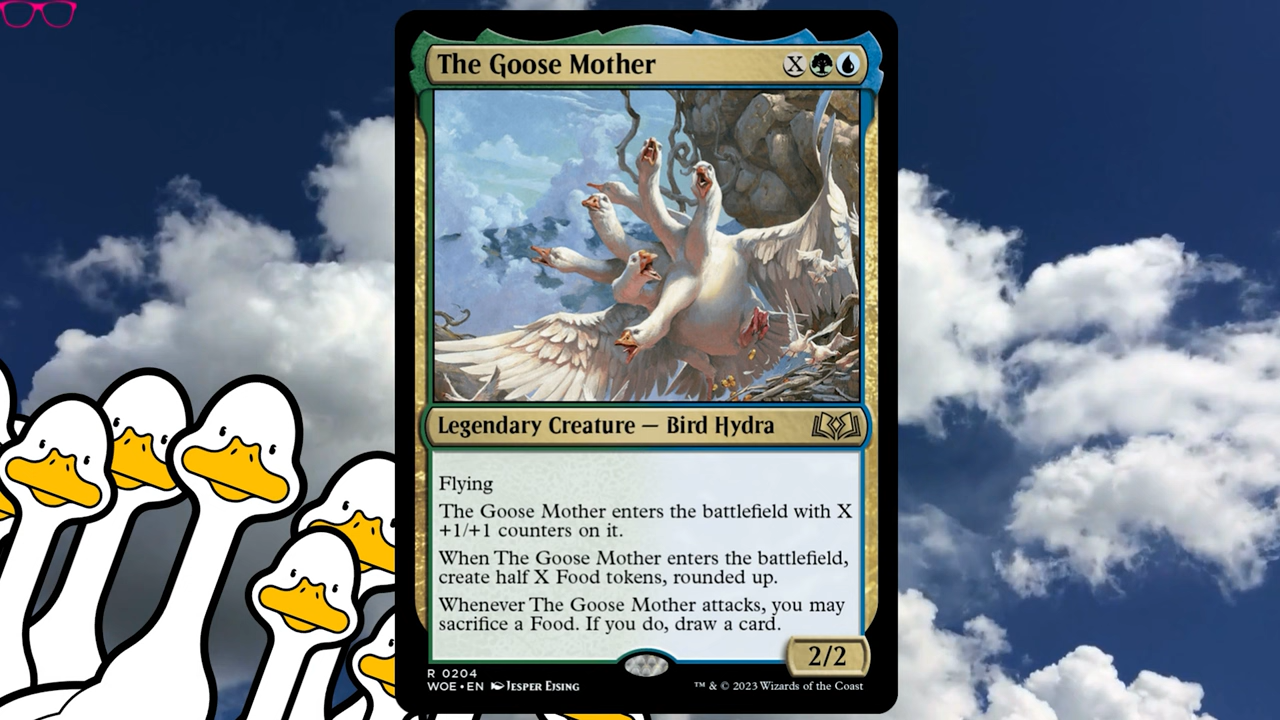 The Goose Mother X
Legendary Creature — Bird Hydra
Flying
The Goose Mother enters the battlefield with X
+1/+1 counters on it.
When The Goose Mother enters the battlefield,
create half X Food tokens, rounded up.
Whenever The Goose Mother attacks, you may
sacrifice a Food. If you do, draw a card.
2/2
R 0204
WOE • EN JESPER EJSING
™ & © 2023 Wizards of the Coast